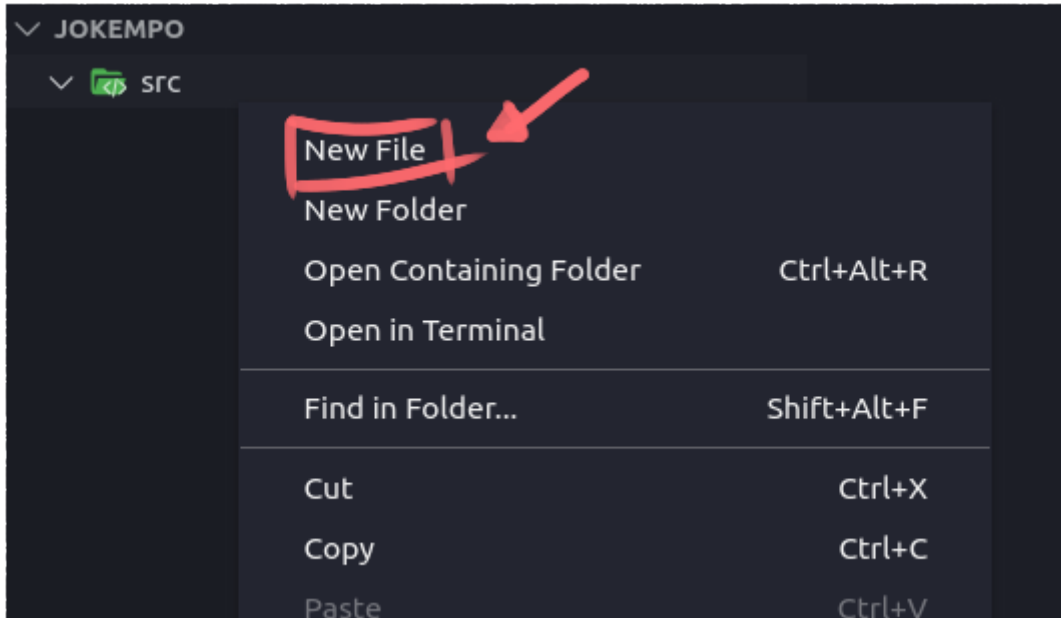 JOKEMPO
src
New File
New Folder
Open Containing Folder Ctrl+Alt+R
Open in Terminal
Find in Folder... Shift+Alt+F
Cut Ctrl+X
Copy Ctrl+C
Paste Ctrl+V